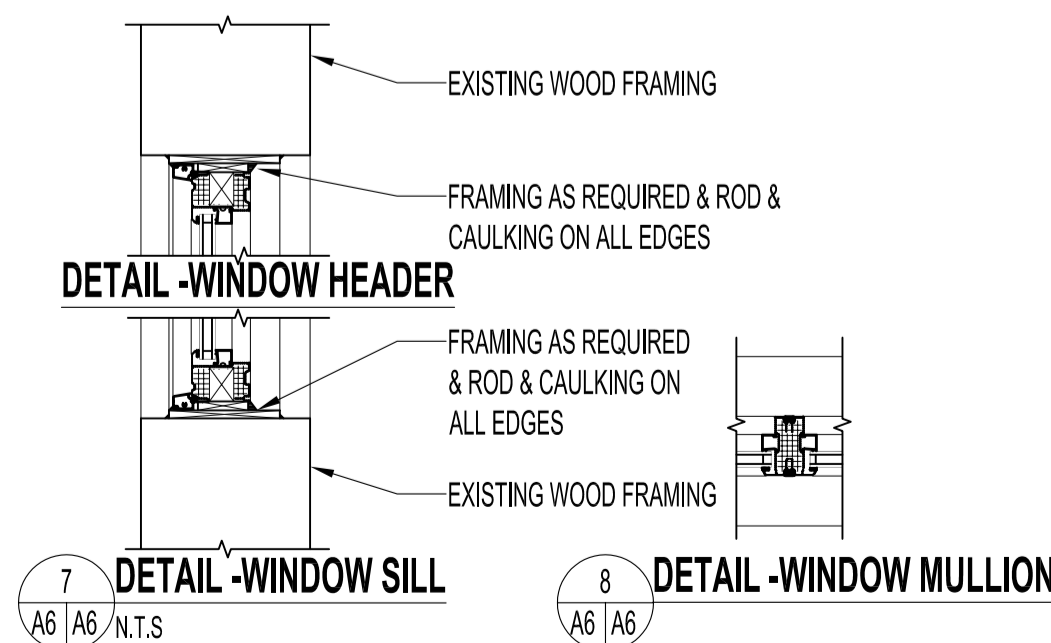 EXISTING WOOD FRAMING
FRAMING AS REQUIRED & ROD &
CAULKING ON ALL EDGES
DETAIL -WINDOW HEADER
FRAMING AS REQUIRED
& ROD & CAULKING ON
ALL EDGES
EXISTING WOOD FRAMING
7
DETAIL -WINDOW SILL
A6 A6
N.T.S
8
DETAIL -WINDOW MULLION
A6 A6